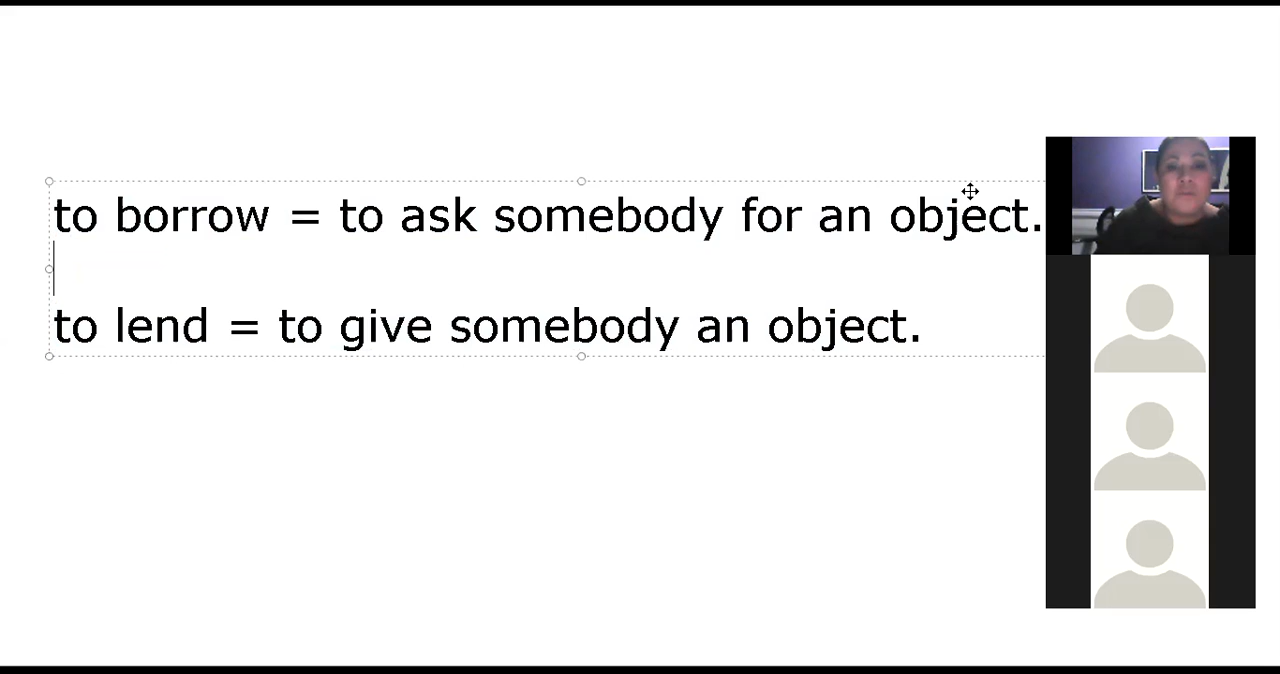 to borrow = to ask somebody for an object.
to lend = to give somebody an object.